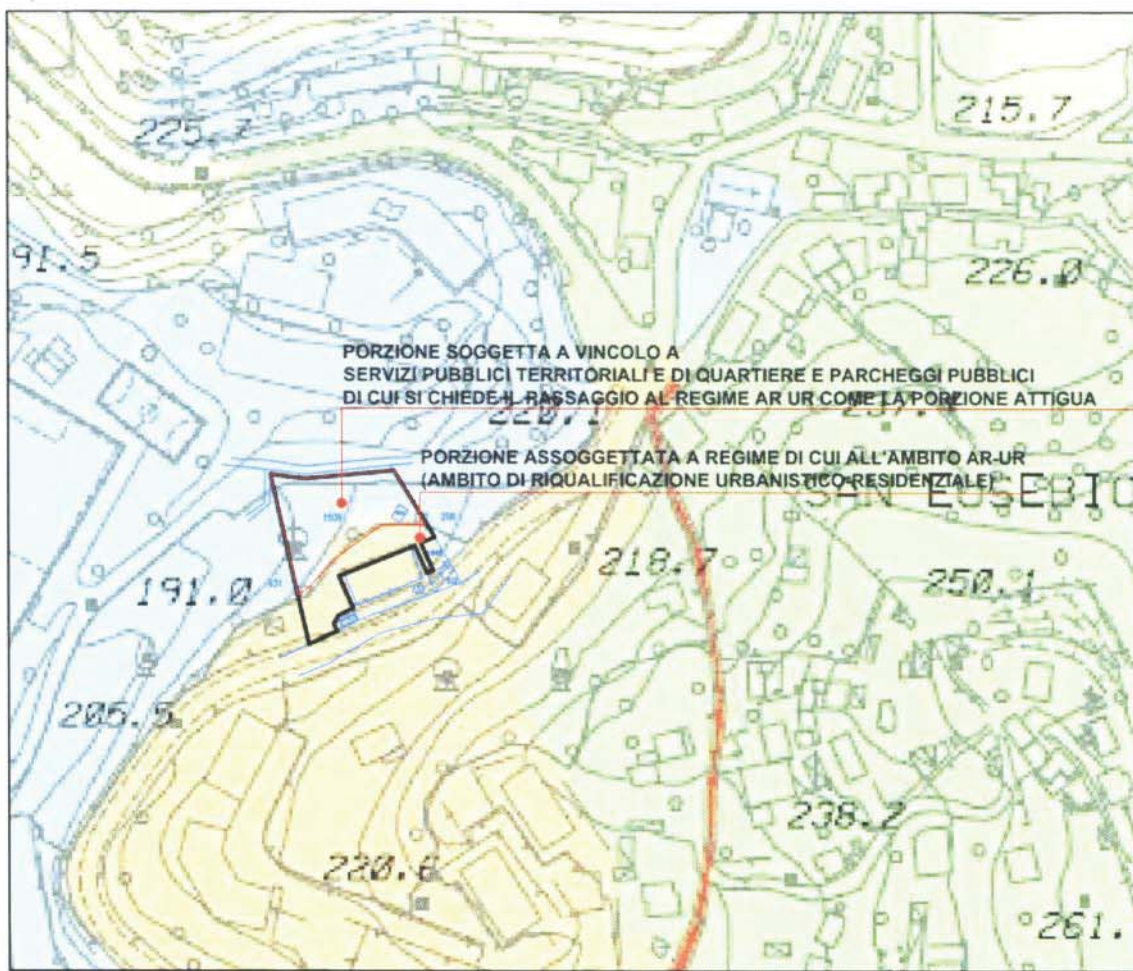 225.7
215.7
91.5
226.0
PORZIONE SOGGETTA A VINCOLO A
SERVIZI PUBBLICI TERRITORIALI E DI QUARTIERE E PARCHEGGI PUBBLICI
DI CUI SI CHIEDE IL PASSAGGIO AL REGIME AR UR COME LA PORZIONE ATTIGUA
220.1
PORZIONE ASSOGGETTATA A REGIME DI CUI ALL'AMBITO AR-UR
(AMBITO DI RIQUALIFICAZIONE URBANISTICO-RESIDENZIALE)
SAN EUSEBIO
218.7
191.0
250.1
205.5
238.2
220.6
261.